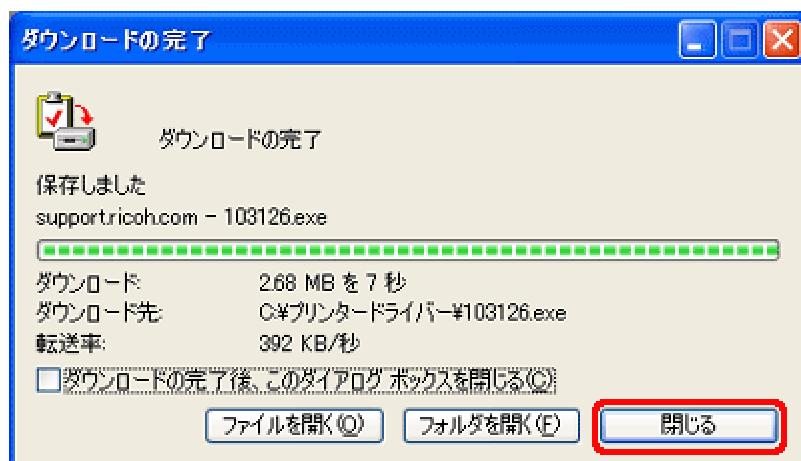 ダウンロードの完了
ダウンロードの完了
保存しました
support.ricoh.com - 103126.exe
ダウンロード: 2.68 MB を 7 秒
ダウンロード先: C:¥プリンタードライバー¥103126.exe
転送率: 392 KB/秒
ダウンロードの完了後、このダイアログ ボックスを閉じる(C)
ファイルを開く(O) フォルダを開く(F) 閉じる